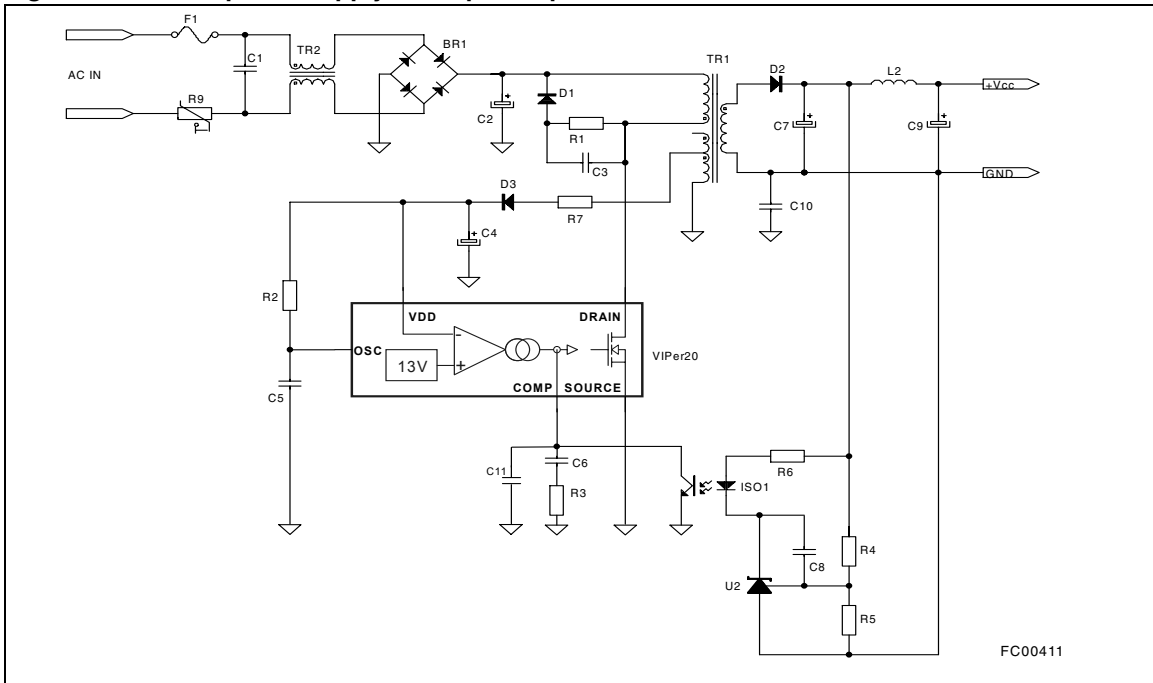 F1
TR2
BR1
TR1
D2
L2
+Vcc
C1
AC IN
D1
C2
+
R9
R1
C7
+
C9
+
C3
GND
D3
R7
C10
C4
+
R2
VDD
DRAIN
OSC
-
13V
+
VIPer20
COMP SOURCE
C5
C11
C6
R6
ISO1
R3
R4
C8
U2
R5
FC00411